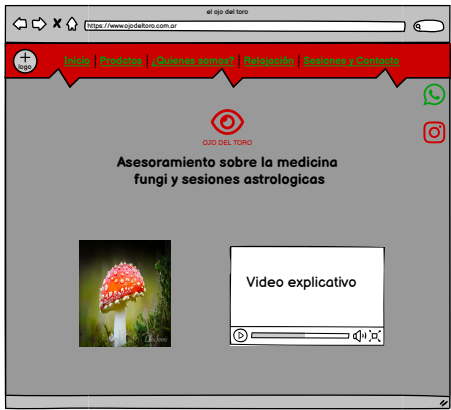 el ojo del toro
https://www.ojodeltoro.com.ar
logo
Inicio | Prodctos | ¿Quienes somos? | Relajación | Sesiones y Contacto
OJO DEL TORO
Asesoramiento sobre la medicina
fungi y sesiones astrologicas
Video explicativo